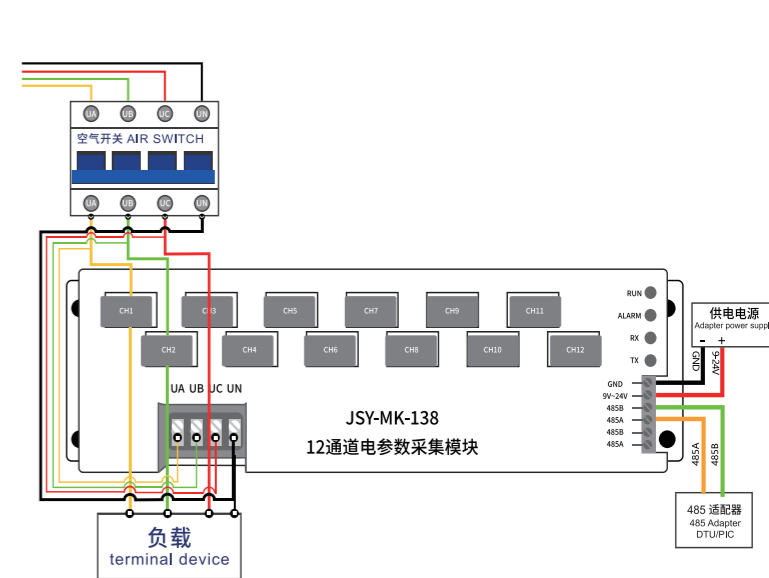 UA UB UC UN
空气开关 AIR SWITCH
UA UB UC UN
CH1 CH3 CH5 CH7 CH9 CH11
CH2 CH4 CH6 CH8 CH10 CH12
RUN
ALARM
RX
TX
供电电源
Adapter power suppl
- +
GND 9-24V
UA UB UC UN
GND
9V~24V
485B
485A
485B
485A
JSY-MK-138
12通道电参数采集模块
485A 485B
485 适配器
485 Adapter
DTU/PIC
负载
terminal device